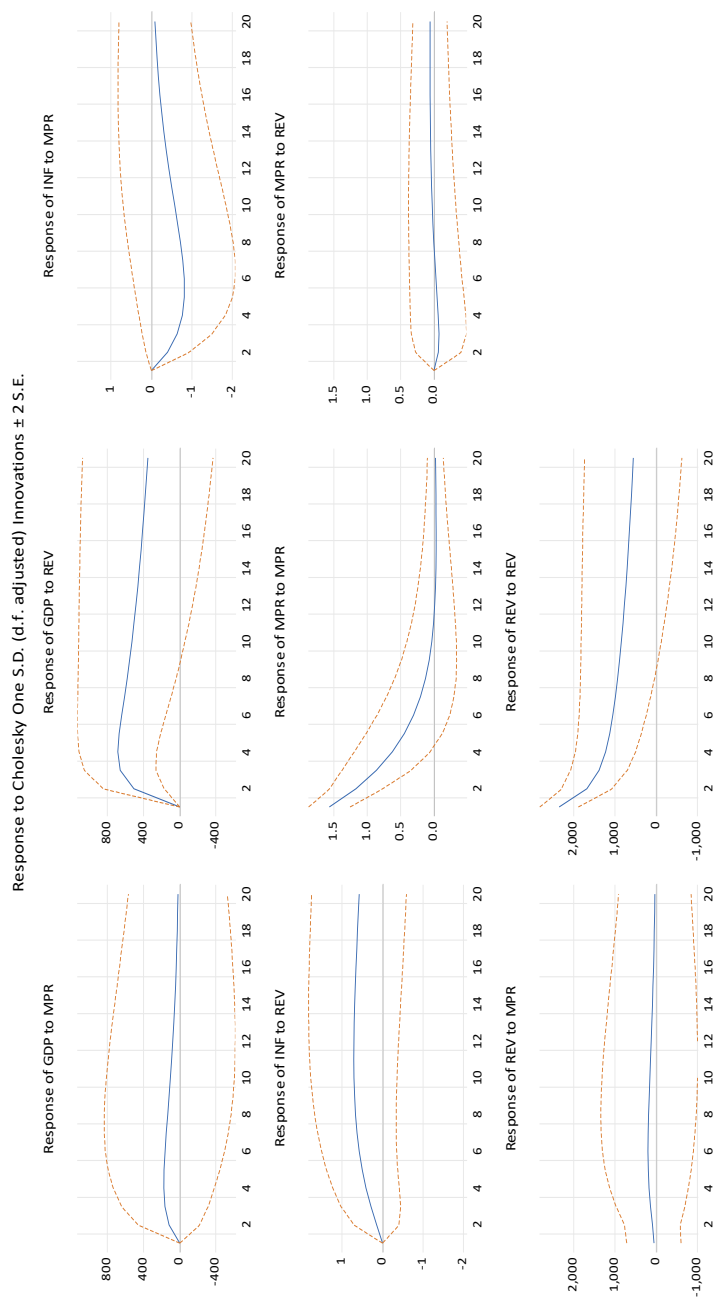 Response to Cholesky One S.D. (d.f. adjusted) Innovations ± 2 S.E.
Response of GDP to MPR
800
400
0
-400
2 4 6 8 10 12 14 16 18 20
Response of GDP to REV
800
400
0
-400
2 4 6 8 10 12 14 16 18 20
Response of INF to MPR
1
0
-1
-2
2 4 6 8 10 12 14 16 18 20
Response of INF to REV
1
0
-1
-2
2 4 6 8 10 12 14 16 18 20
Response of MPR to MPR
1.5
1.0
0.5
0.0
2 4 6 8 10 12 14 16 18 20
Response of MPR to REV
1.5
1.0
0.5
0.0
2 4 6 8 10 12 14 16 18 20
Response of REV to MPR
2,000
1,000
0
-1,000
2 4 6 8 10 12 14 16 18 20
Response of REV to REV
2,000
1,000
0
-1,000
2 4 6 8 10 12 14 16 18 20